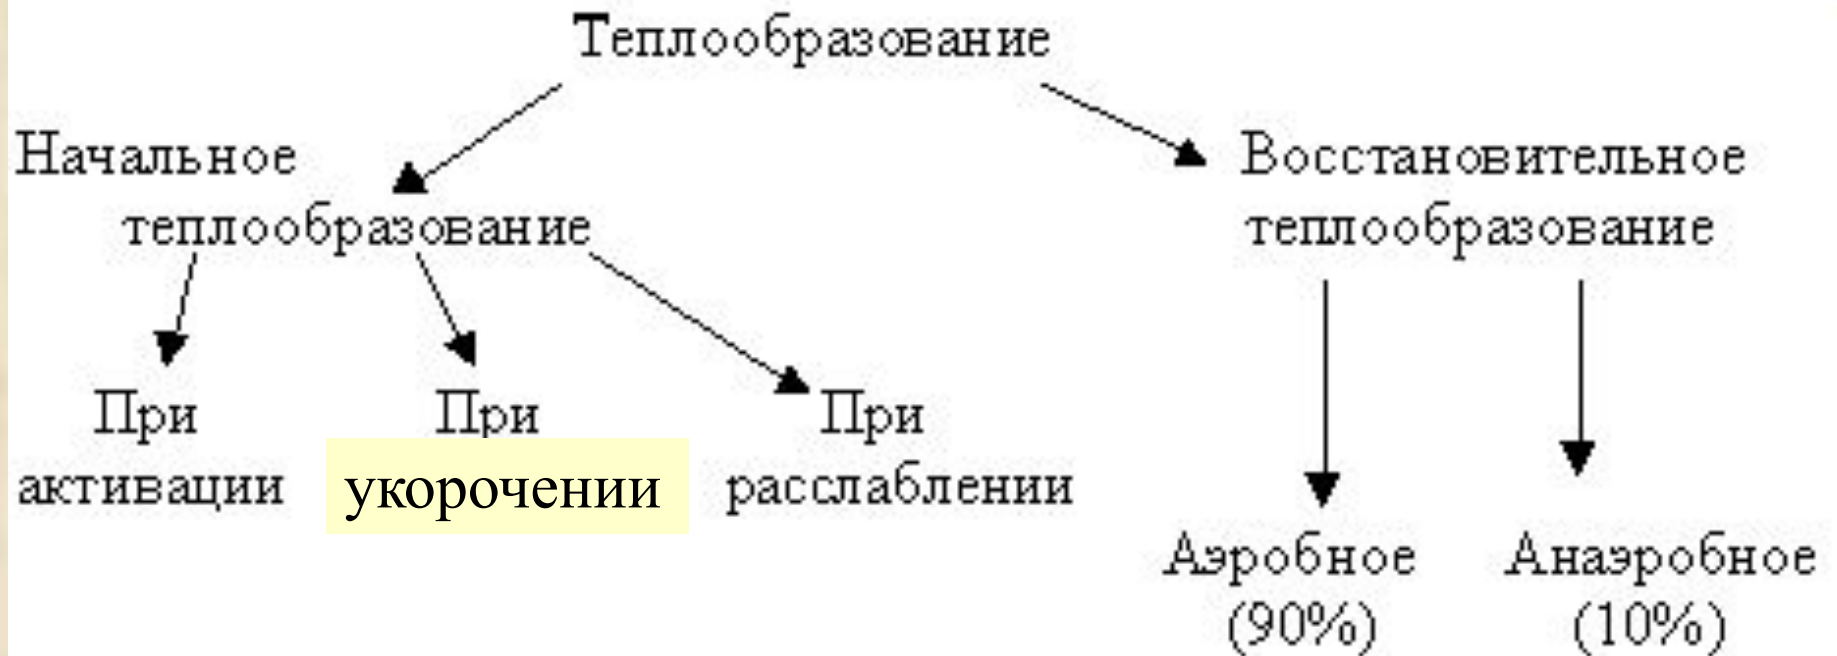 Теплообразование
Начальное
теплообразование
Восстановительное
теплообразование
При
активации
При
укорочении
При
расслаблении
Аэробное
(90%)
Анаэробное
(10%)